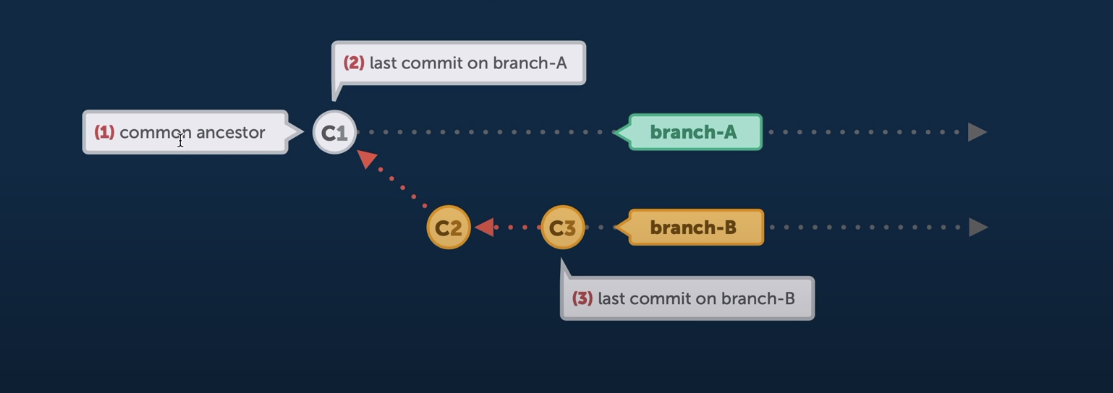 (2) last commit on branch-A
(1) common ancestor
C1
branch-A
C2
C3
branch-B
(3) last commit on branch-B